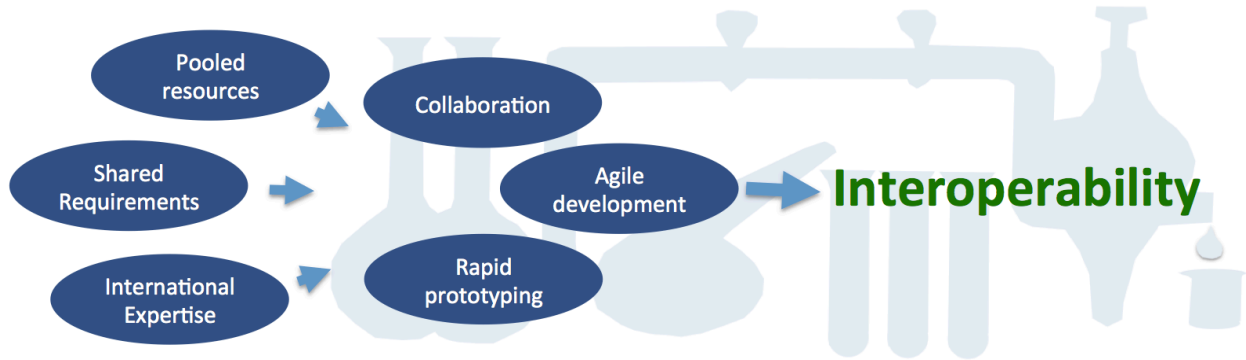 Pooled
resources
Collaboration
Shared
Requirements
Agile
development
Interoperability
International
Expertise
Rapid
prototyping